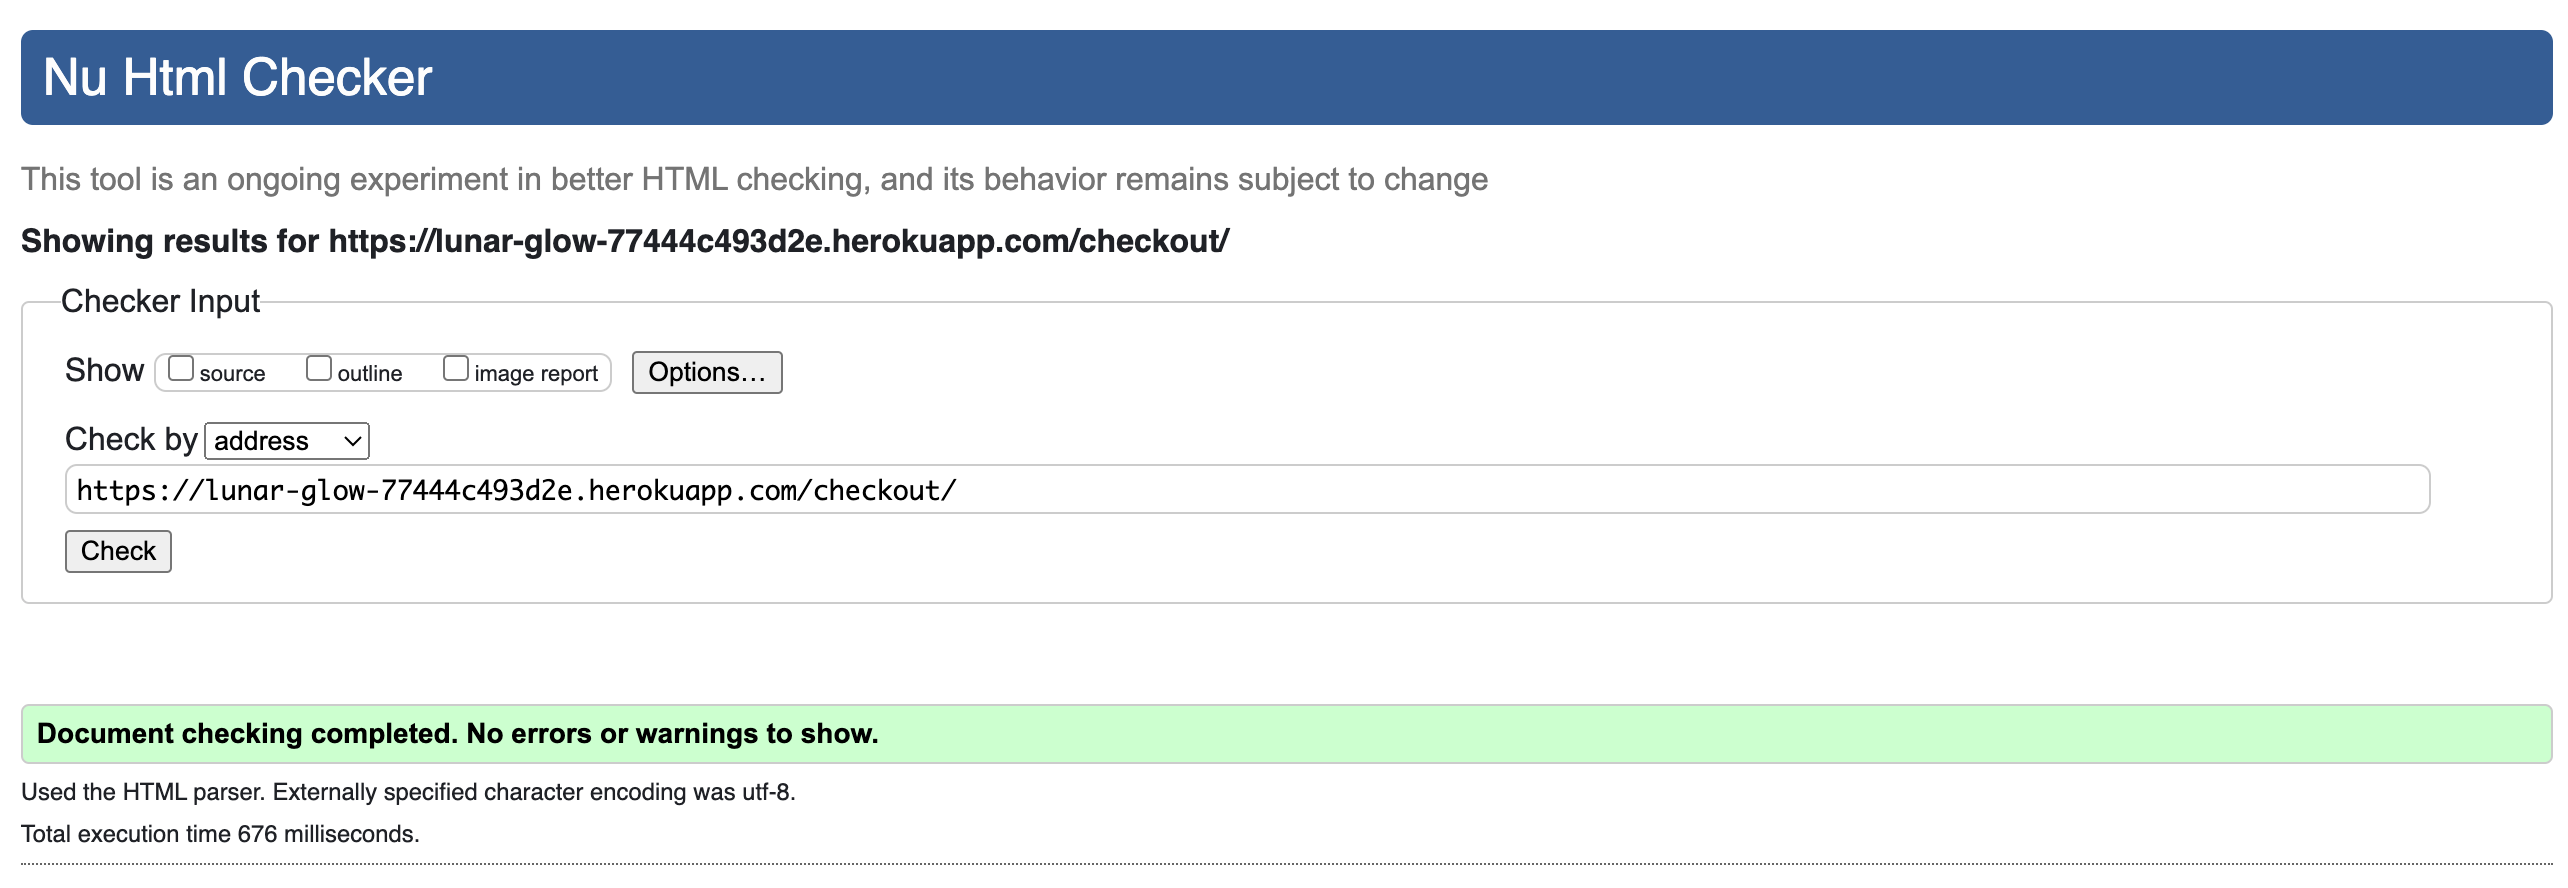 Nu Html Checker
This tool is an ongoing experiment in better HTML checking, and its behavior remains subject to change
Showing results for https://lunar-glow-77444c493d2e.herokuapp.com/checkout/
Checker Input
Show source outline image report Options…
Check by address
https://lunar-glow-77444c493d2e.herokuapp.com/checkout/
Check
Document checking completed. No errors or warnings to show.
Used the HTML parser. Externally specified character encoding was utf-8.
Total execution time 676 milliseconds.